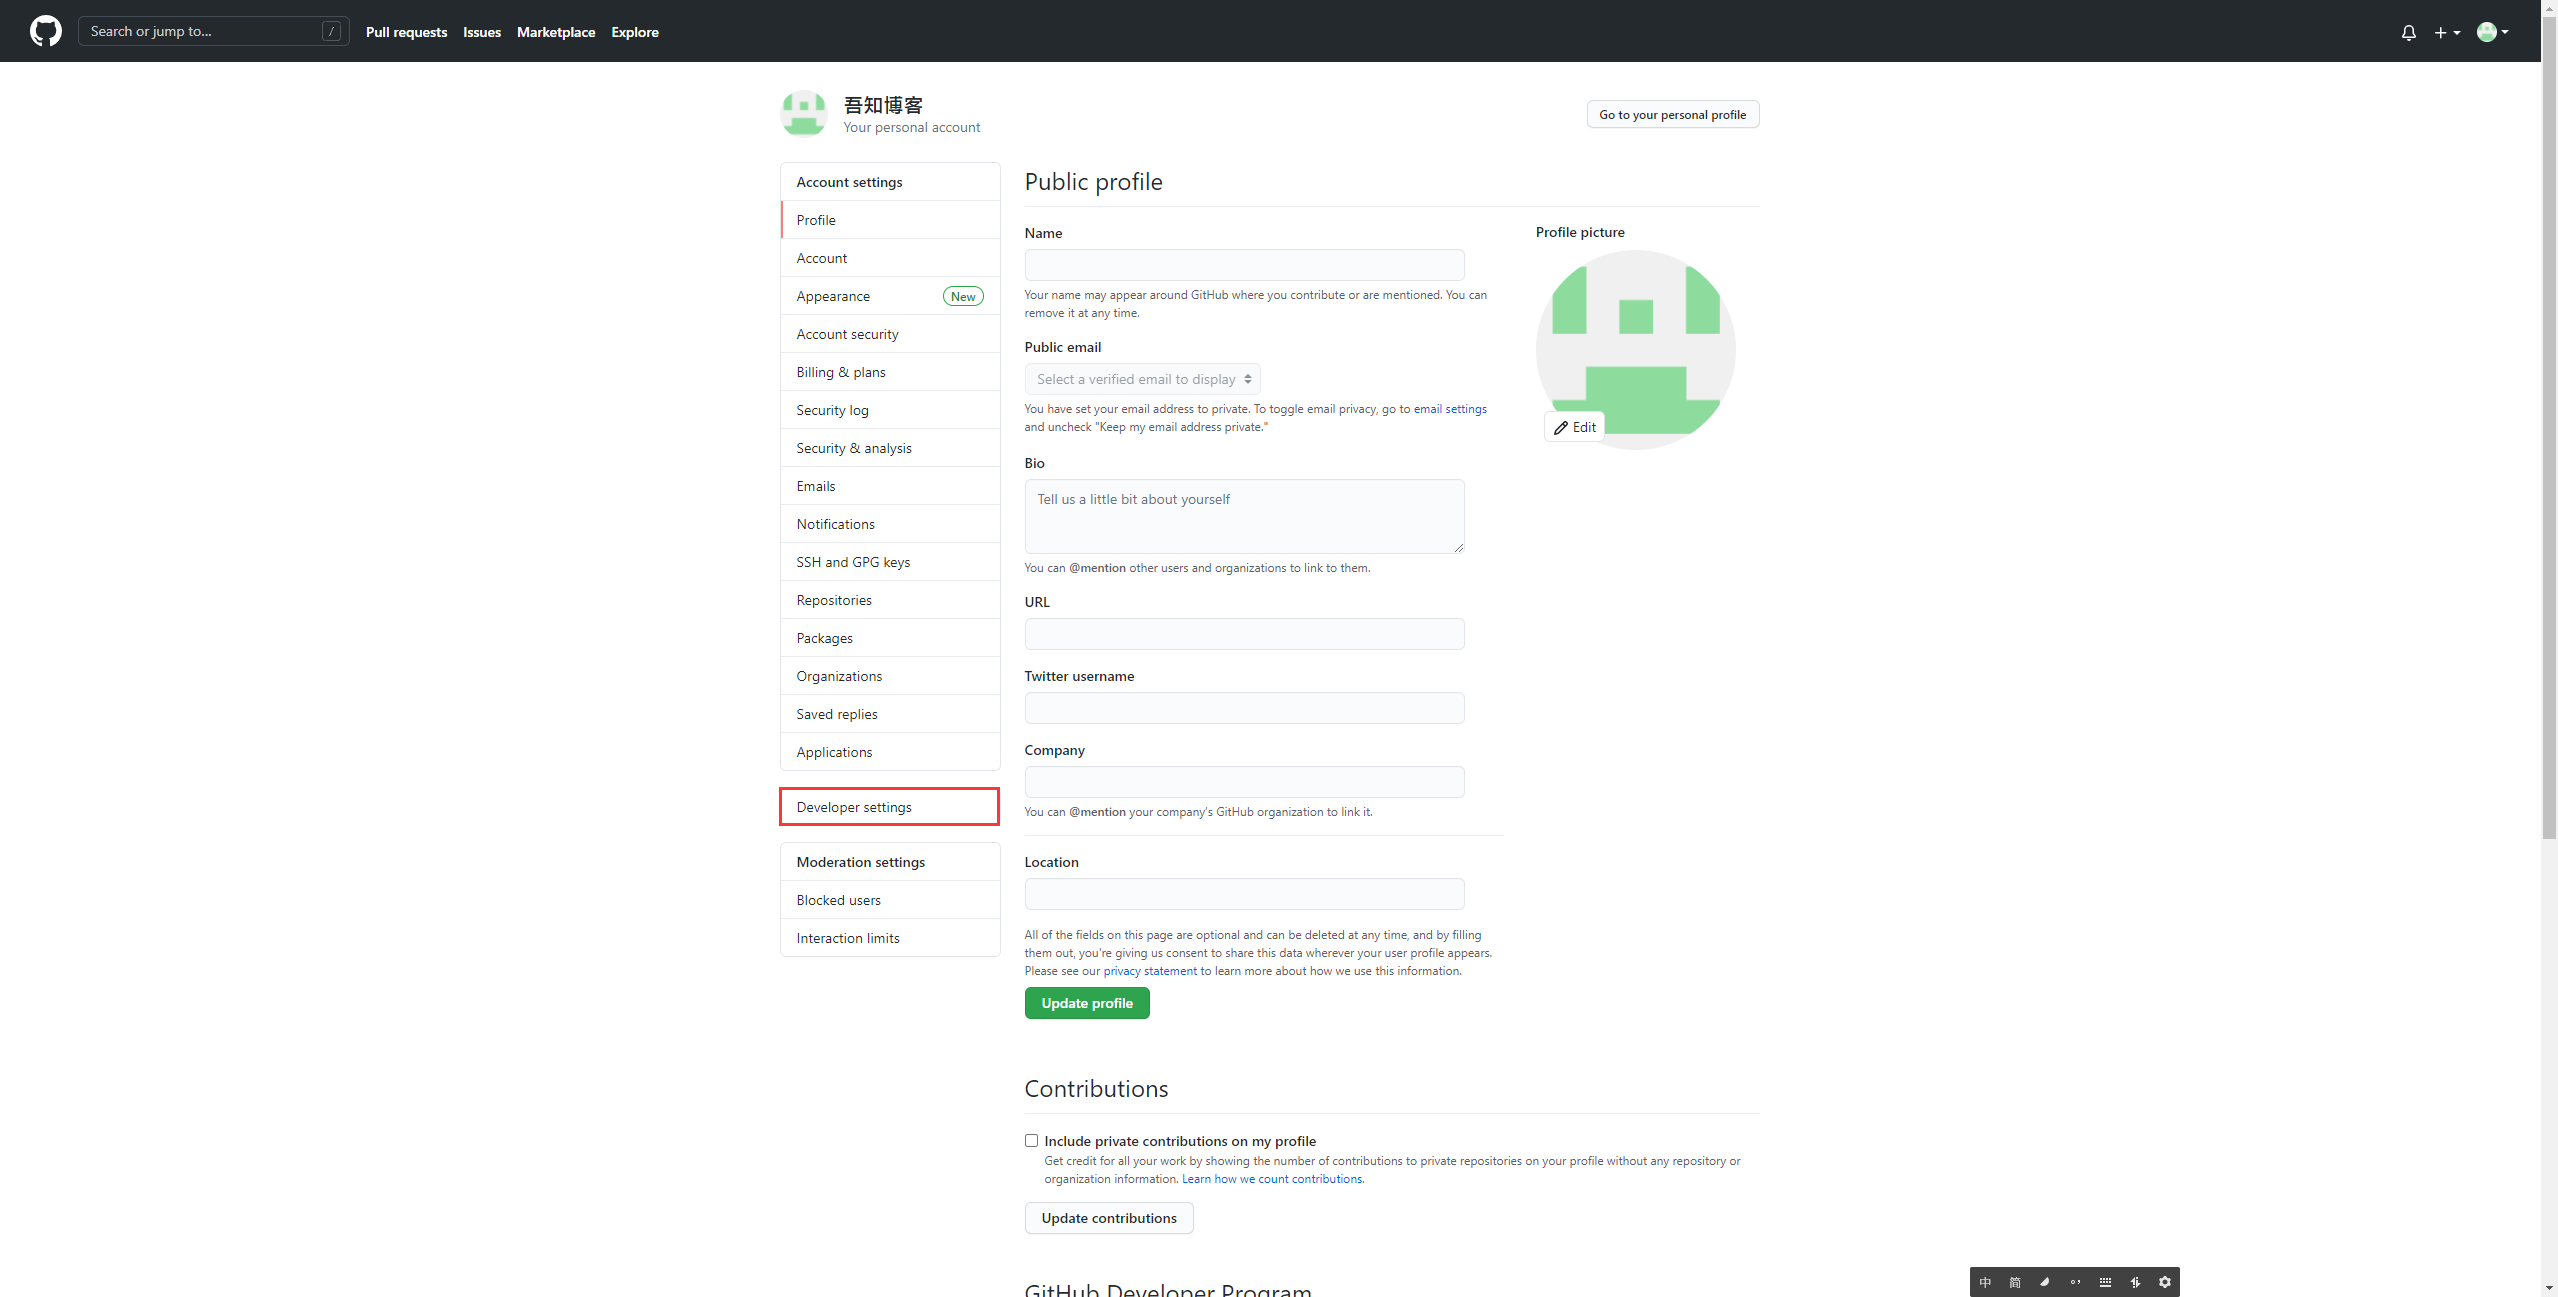 Search or jump to...
/
Pull requests
Issues
Marketplace
Explore
吾知博客
Your personal account
Go to your personal profile
Account settings
Profile
Account
Appearance
New
Account security
Billing & plans
Security log
Security & analysis
Emails
Notifications
SSH and GPG keys
Repositories
Packages
Organizations
Saved replies
Applications
Developer settings
Moderation settings
Blocked users
Interaction limits
Public profile
Name
Your name may appear around GitHub where you contribute or are mentioned. You can
remove it at any time.
Public email
Select a verified email to display
You have set your email address to private. To toggle email privacy, go to email settings
and uncheck "Keep my email address private."
Bio
Tell us a little bit about yourself
You can @mention other users and organizations to link to them.
URL
Twitter username
Company
You can @mention your company's GitHub organization to link it.
Location
All of the fields on this page are optional and can be deleted at any time, and by filling
them out, you're giving us consent to share this data wherever your user profile appears.
Please see our privacy statement to learn more about how we use this information.
Update profile
Profile picture
Edit
Contributions
Include private contributions on my profile
Get credit for all your work by showing the number of contributions to private repositories on your profile without any repository or
organization information. Learn how we count contributions.
Update contributions
GitHub Developer Program
中 简